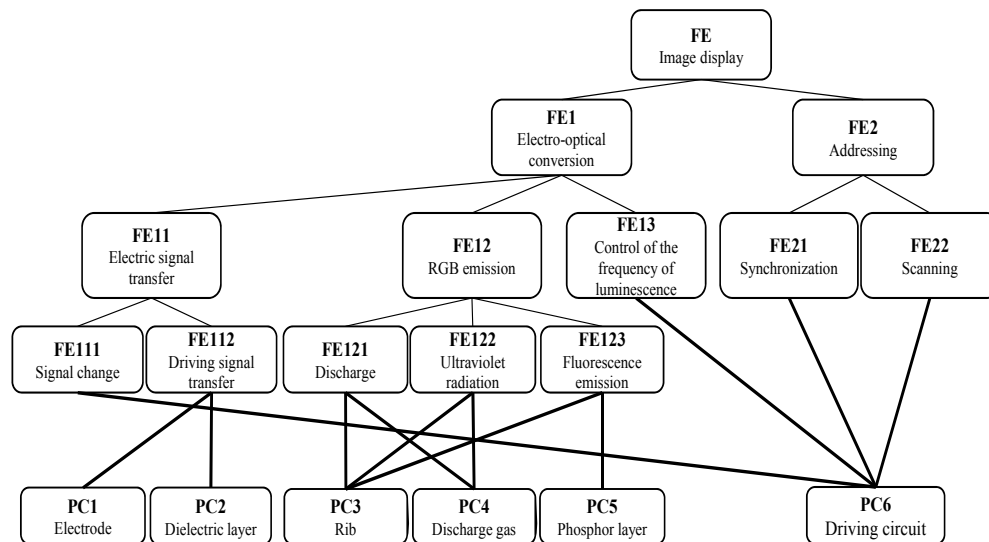 FE
Image display
FE1
Electro-optical
conversion
FE2
Addressing
FE11
Electric signal
transfer
FE12
RGB emission
FE13
Control of the
frequency of
luminescence
FE21
Synchronization
FE22
Scanning
FE111
Signal change
FE112
Driving signal
transfer
FE121
Discharge
FE122
Ultraviolet
radiation
FE123
Fluorescence
emission
PC1
Electrode
PC2
Dielectric layer
PC3
Rib
PC4
Discharge gas
PC5
Phosphor layer
PC6
Driving circuit